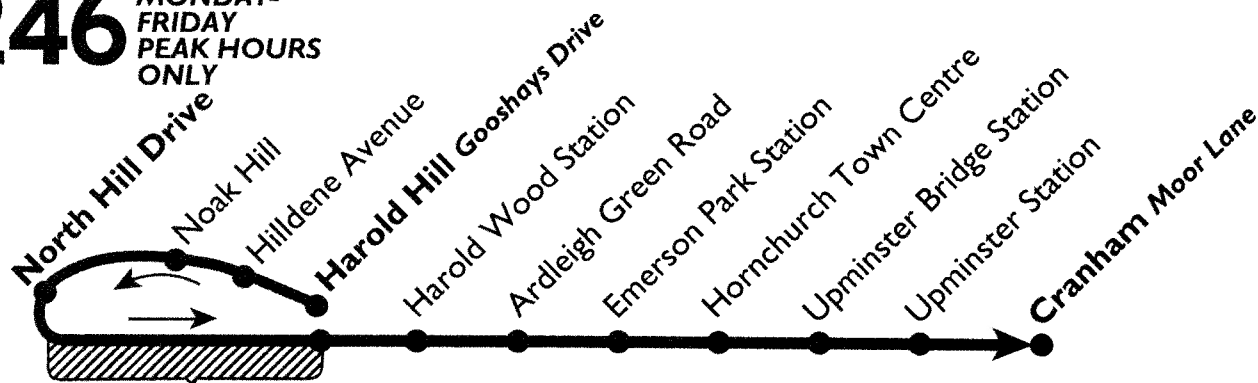 246
MONDAY-
FRIDAY
PEAK HOURS
ONLY
North Hill Drive
Noak Hill
Hilldene Avenue
Harold Hill Gooshays Drive
Harold Wood Station
Ardleigh Green Road
Emerson Park Station
Hornchurch Town Centre
Upminster Bridge Station
Upminster Station
Cranham Moor Lane